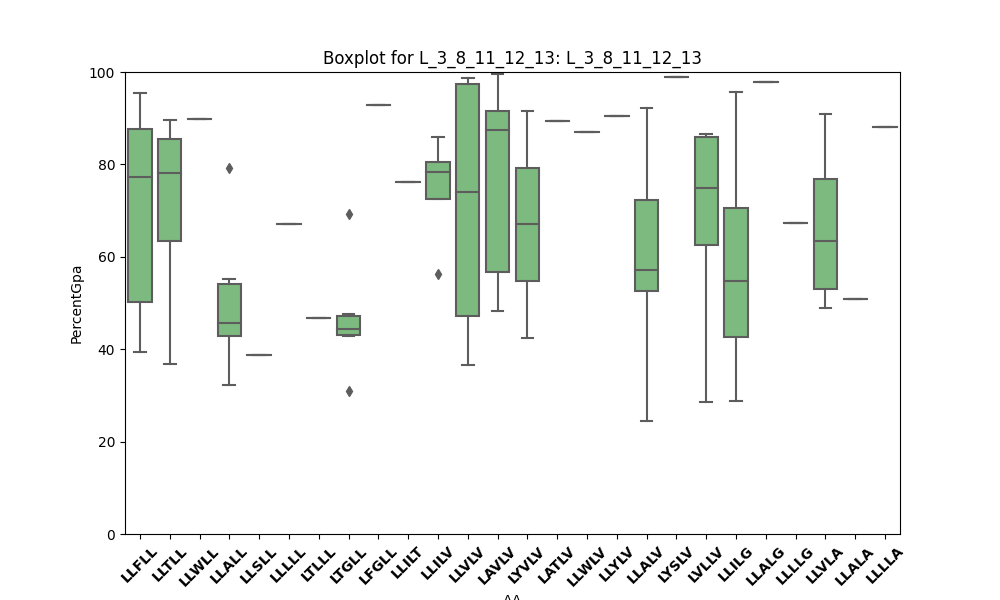 Boxplot for L_3_8_11_12_13: L_3_8_11_12_13
PercentGpa
100
80
60
40
20
0
LLFLL
LLTLL
LLWLL
LLALL
LLSLL
LLLLL
LTLLL
LTGLL
LFGLL
LLILT
LLILV
LLVLV
LAVLV
LYVLV
LATLV
LLWLV
LLYLV
LLALV
LYSLV
LVLLV
LLILG
LLALG
LLLLG
LLVLA
LLALA
LLLLA
AA